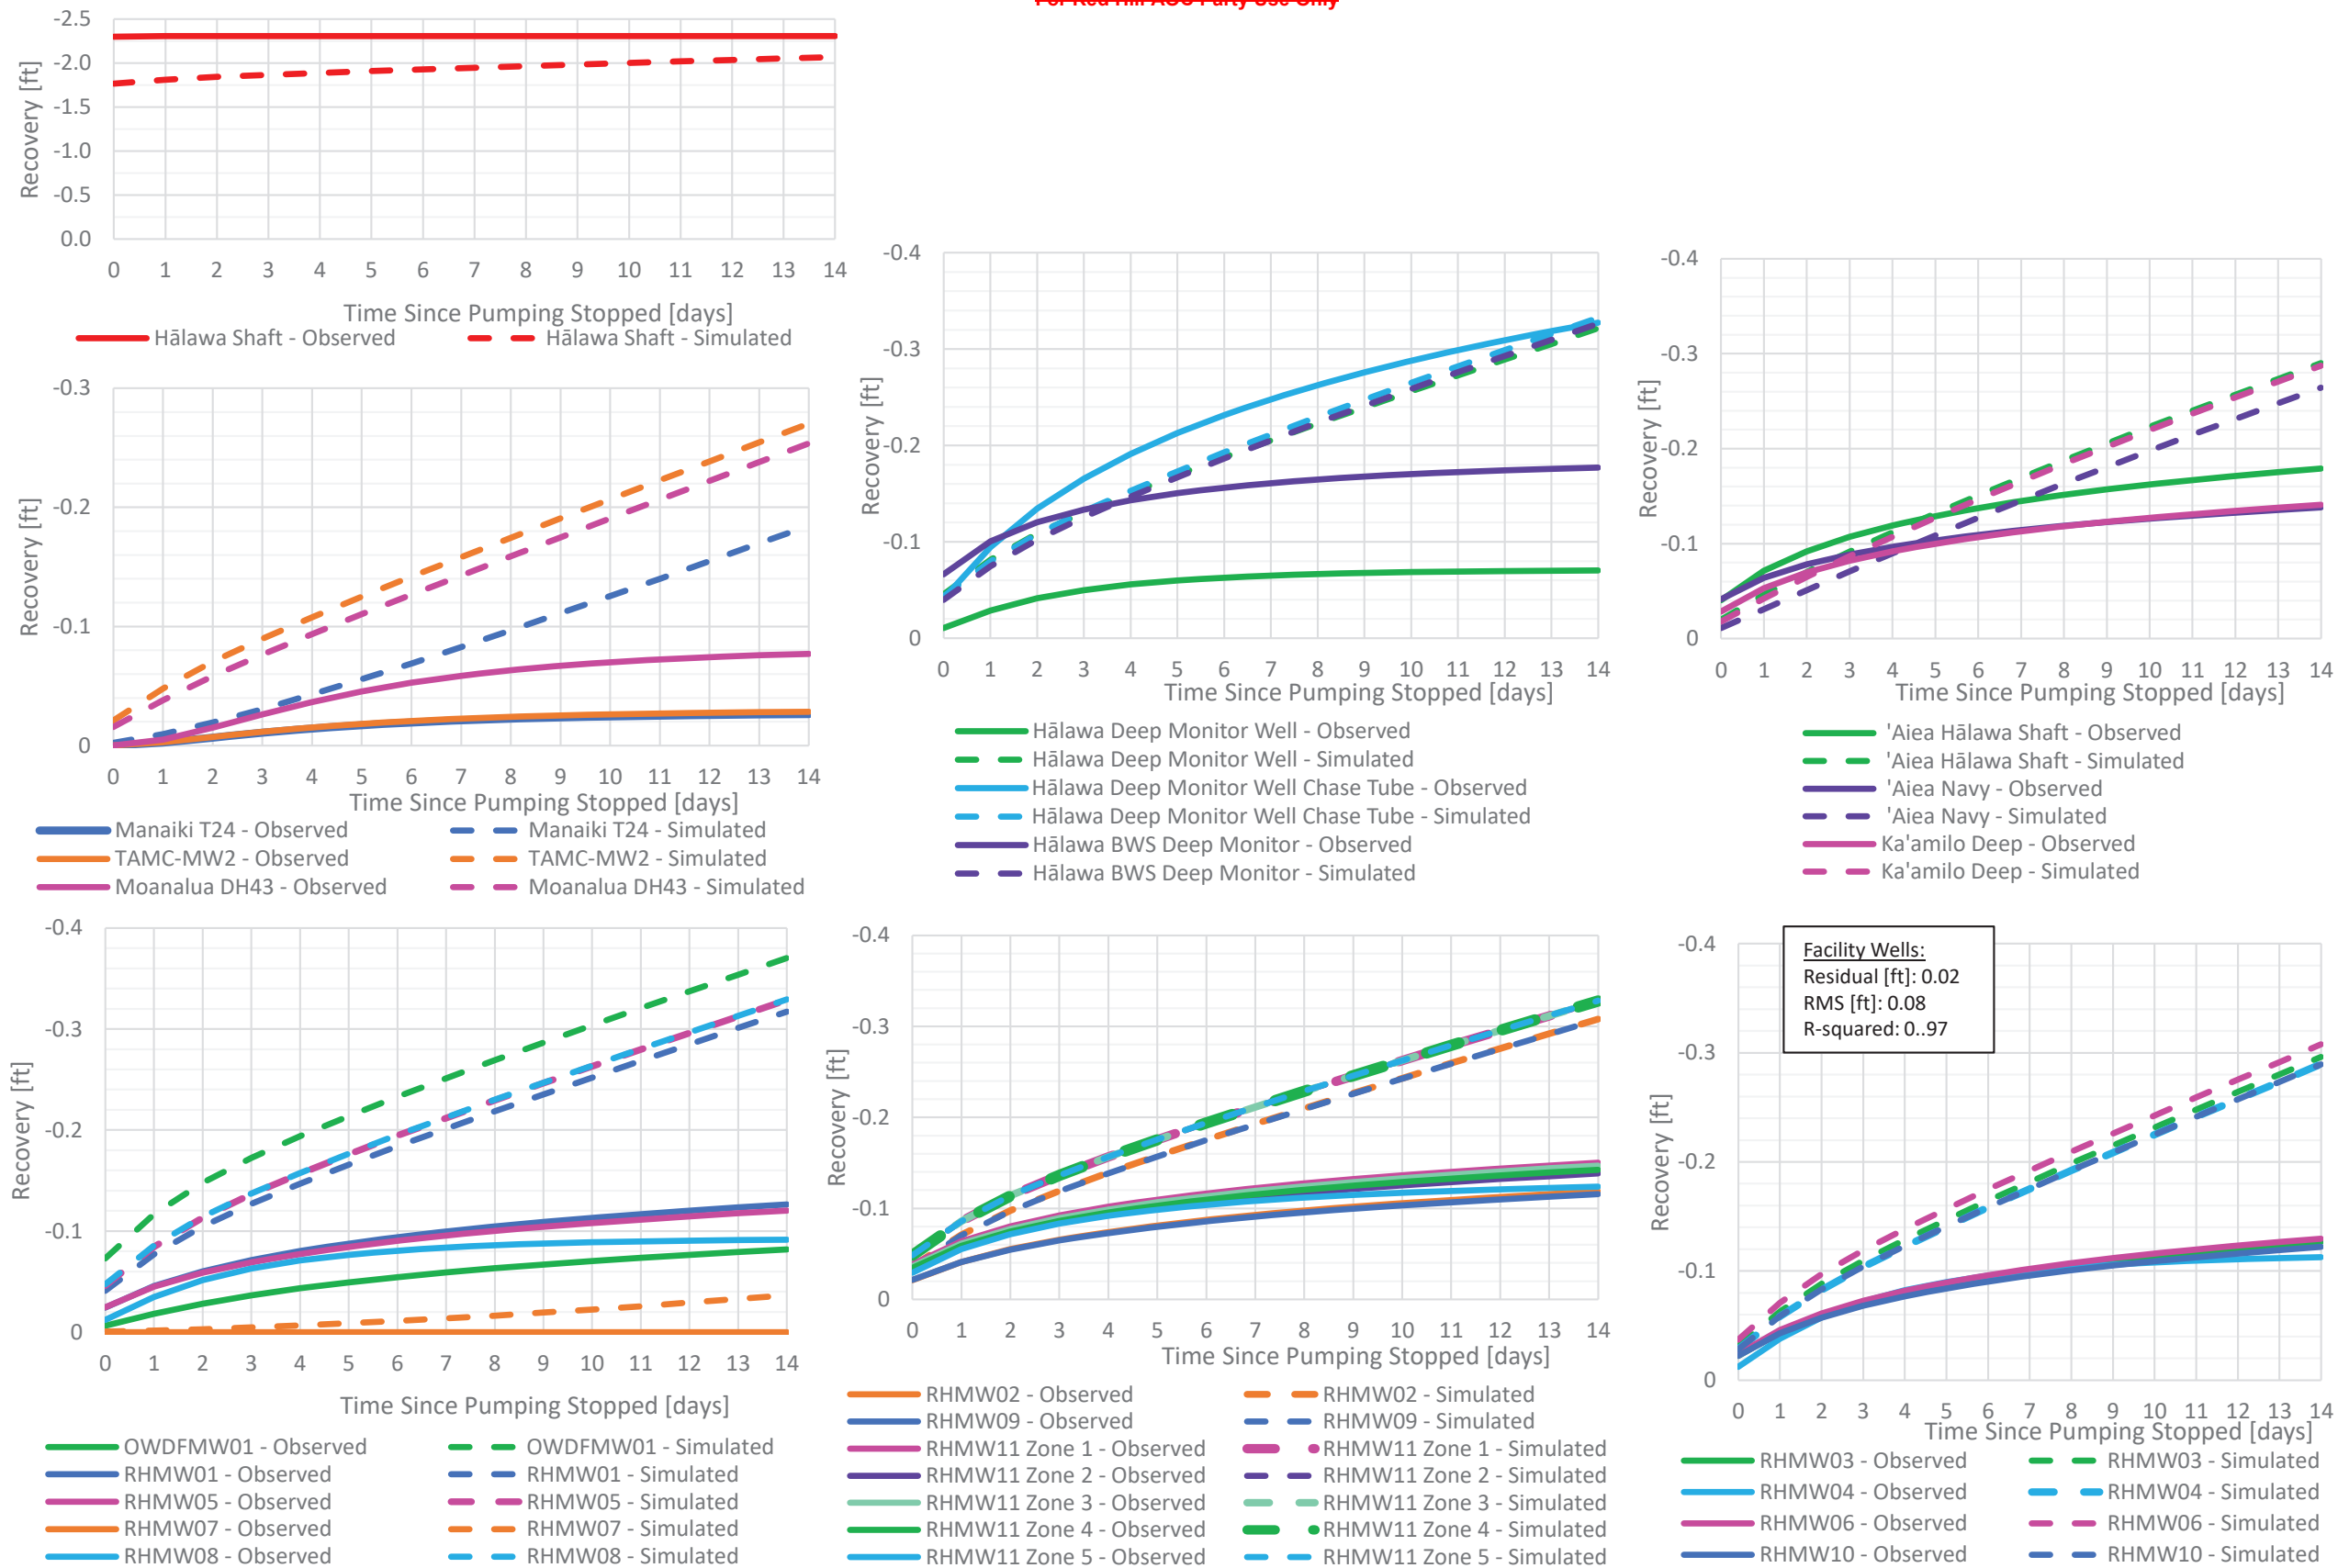 For Red Hill AOC Party Use Only
-2.5
-2.0
-1.5
-1.0
-0.5
0.0
Recovery [ft]
0 1 2 3 4 5 6 7 8 9 10 11 12 13 14
Time Since Pumping Stopped [days]
Hālawa Shaft - Observed Hālawa Shaft - Simulated
-0.3
-0.2
-0.1
0
Recovery [ft]
0 1 2 3 4 5 6 7 8 9 10 11 12 13 14
Time Since Pumping Stopped [days]
Manaiki T24 - Observed Manaiki T24 - Simulated
TAMC-MW2 - Observed TAMC-MW2 - Simulated
Moanalua DH43 - Observed Moanalua DH43 - Simulated
-0.4
-0.3
-0.2
-0.1
0
Recovery [ft]
0 1 2 3 4 5 6 7 8 9 10 11 12 13 14
Time Since Pumping Stopped [days]
Hālawa Deep Monitor Well - Observed
Hālawa Deep Monitor Well - Simulated
Hālawa Deep Monitor Well Chase Tube - Observed
Hālawa Deep Monitor Well Chase Tube - Simulated
Hālawa BWS Deep Monitor - Observed
Hālawa BWS Deep Monitor - Simulated
-0.4
-0.3
-0.2
-0.1
0
Recovery [ft]
0 1 2 3 4 5 6 7 8 9 10 11 12 13 14
Time Since Pumping Stopped [days]
'Aiea Hālawa Shaft - Observed
'Aiea Hālawa Shaft - Simulated
'Aiea Navy - Observed
'Aiea Navy - Simulated
Ka'amilo Deep - Observed
Ka'amilo Deep - Simulated
-0.4
-0.3
-0.2
-0.1
0
Recovery [ft]
0 1 2 3 4 5 6 7 8 9 10 11 12 13 14
Time Since Pumping Stopped [days]
OWDFMW01 - Observed OWDFMW01 - Simulated
RHMW01 - Observed RHMW01 - Simulated
RHMW05 - Observed RHMW05 - Simulated
RHMW07 - Observed RHMW07 - Simulated
RHMW08 - Observed RHMW08 - Simulated
-0.4
-0.3
-0.2
-0.1
0
Recovery [ft]
0 1 2 3 4 5 6 7 8 9 10 11 12 13 14
Time Since Pumping Stopped [days]
RHMW02 - Observed RHMW02 - Simulated
RHMW09 - Observed RHMW09 - Simulated
RHMW11 Zone 1 - Observed RHMW11 Zone 1 - Simulated
RHMW11 Zone 2 - Observed RHMW11 Zone 2 - Simulated
RHMW11 Zone 3 - Observed RHMW11 Zone 3 - Simulated
RHMW11 Zone 4 - Observed RHMW11 Zone 4 - Simulated
RHMW11 Zone 5 - Observed RHMW11 Zone 5 - Simulated
-0.4
-0.3
-0.2
-0.1
0
Recovery [ft]
Facility Wells:
Residual [ft]: 0.02
RMS [ft]: 0.08
R-squared: 0..97
0 1 2 3 4 5 6 7 8 9 10 11 12 13 14
Time Since Pumping Stopped [days]
RHMW03 - Observed RHMW03 - Simulated
RHMW04 - Observed RHMW04 - Simulated
RHMW06 - Observed RHMW06 - Simulated
RHMW10 - Observed RHMW10 - Simulated